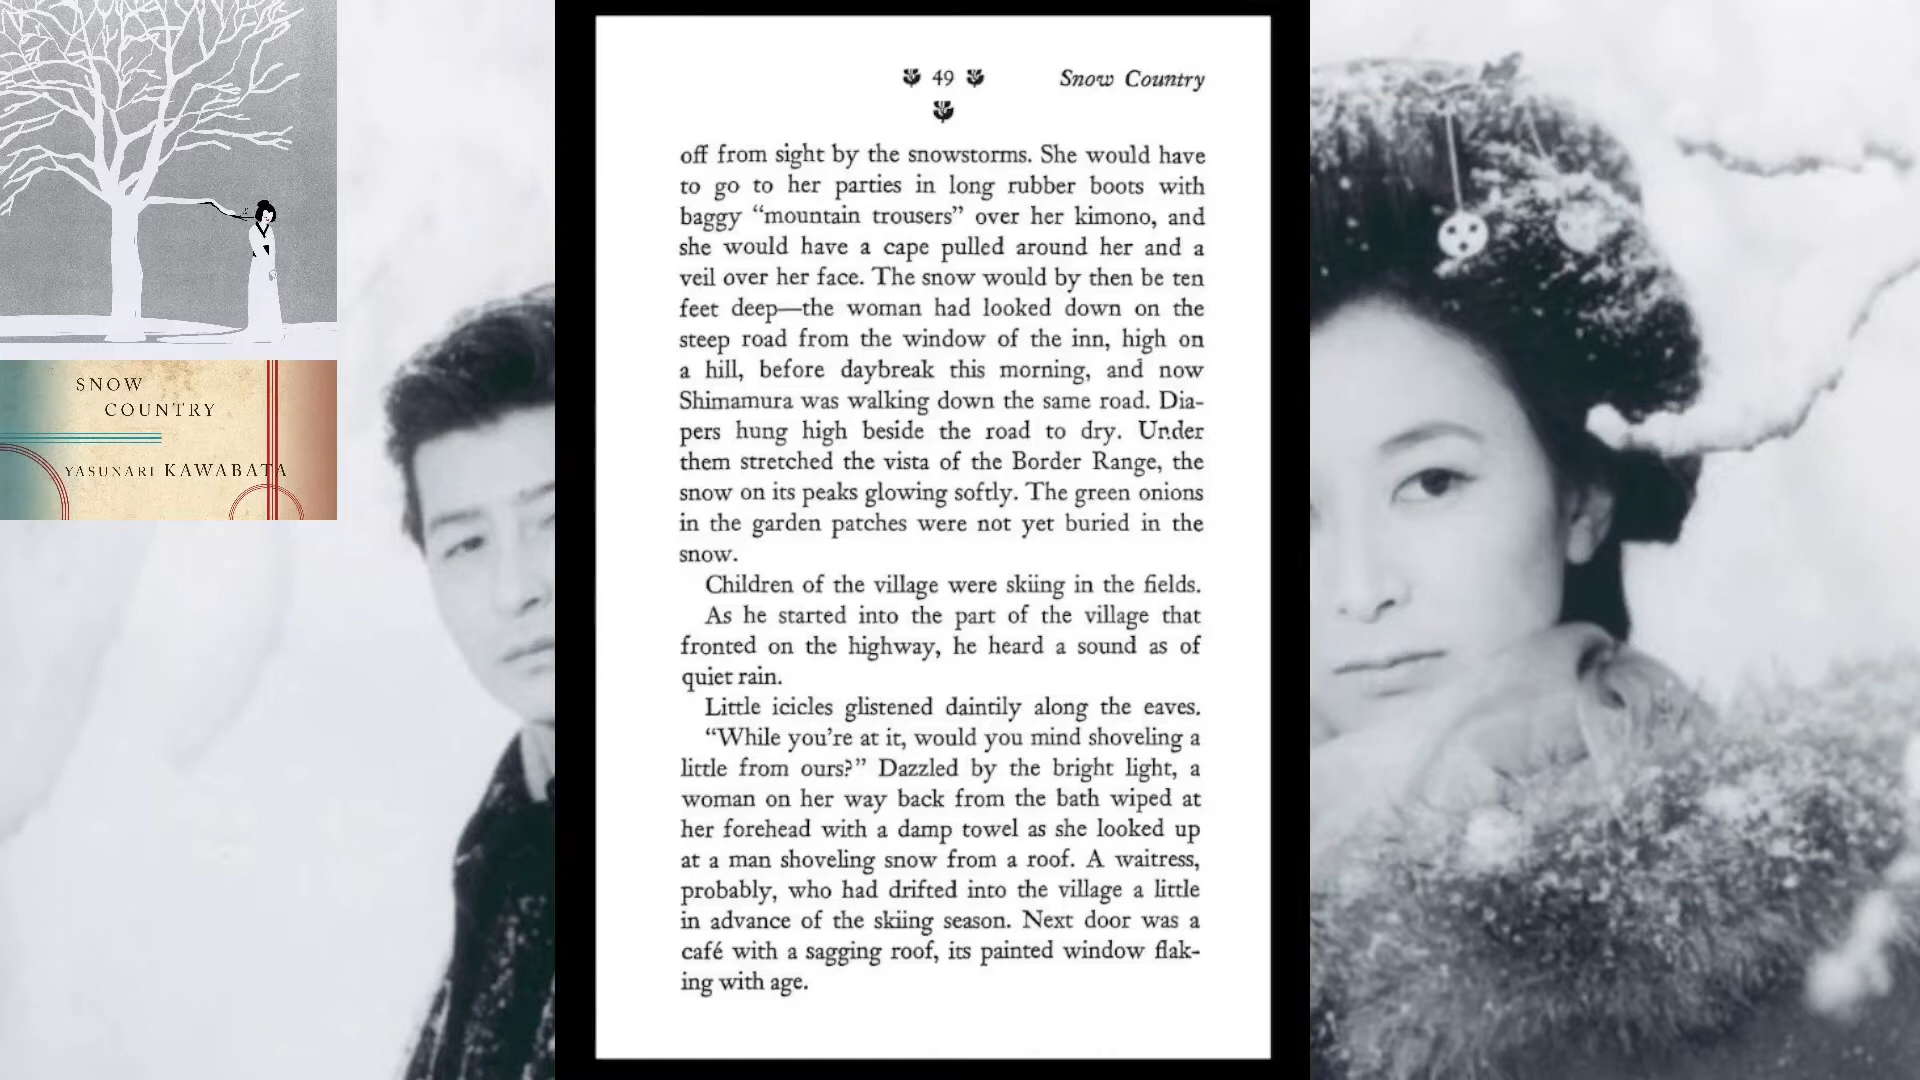 SNOW
COUNTRY
YASUNARI KAWABATA
49
Snow Country
off from sight by the snowstorms. She would have
to go to her parties in long rubber boots with
baggy “mountain trousers” over her kimono, and
she would have a cape pulled around her and a
veil over her face. The snow would by then be ten
feet deep—the woman had looked down on the
steep road from the window of the inn, high on
a hill, before daybreak this morning, and now
Shimamura was walking down the same road. Dia-
pers hung high beside the road to dry. Under
them stretched the vista of the Border Range, the
snow on its peaks glowing softly. The green onions
in the garden patches were not yet buried in the
snow.
Children of the village were skiing in the fields.
As he started into the part of the village that
fronted on the highway, he heard a sound as of
quiet rain.
Little icicles glistened daintily along the eaves.
“While you’re at it, would you mind shoveling a
little from ours?” Dazzled by the bright light, a
woman on her way back from the bath wiped at
her forehead with a damp towel as she looked up
at a man shoveling snow from a roof. A waitress,
probably, who had drifted into the village a little
in advance of the skiing season. Next door was a
café with a sagging roof, its painted window flak-
ing with age.